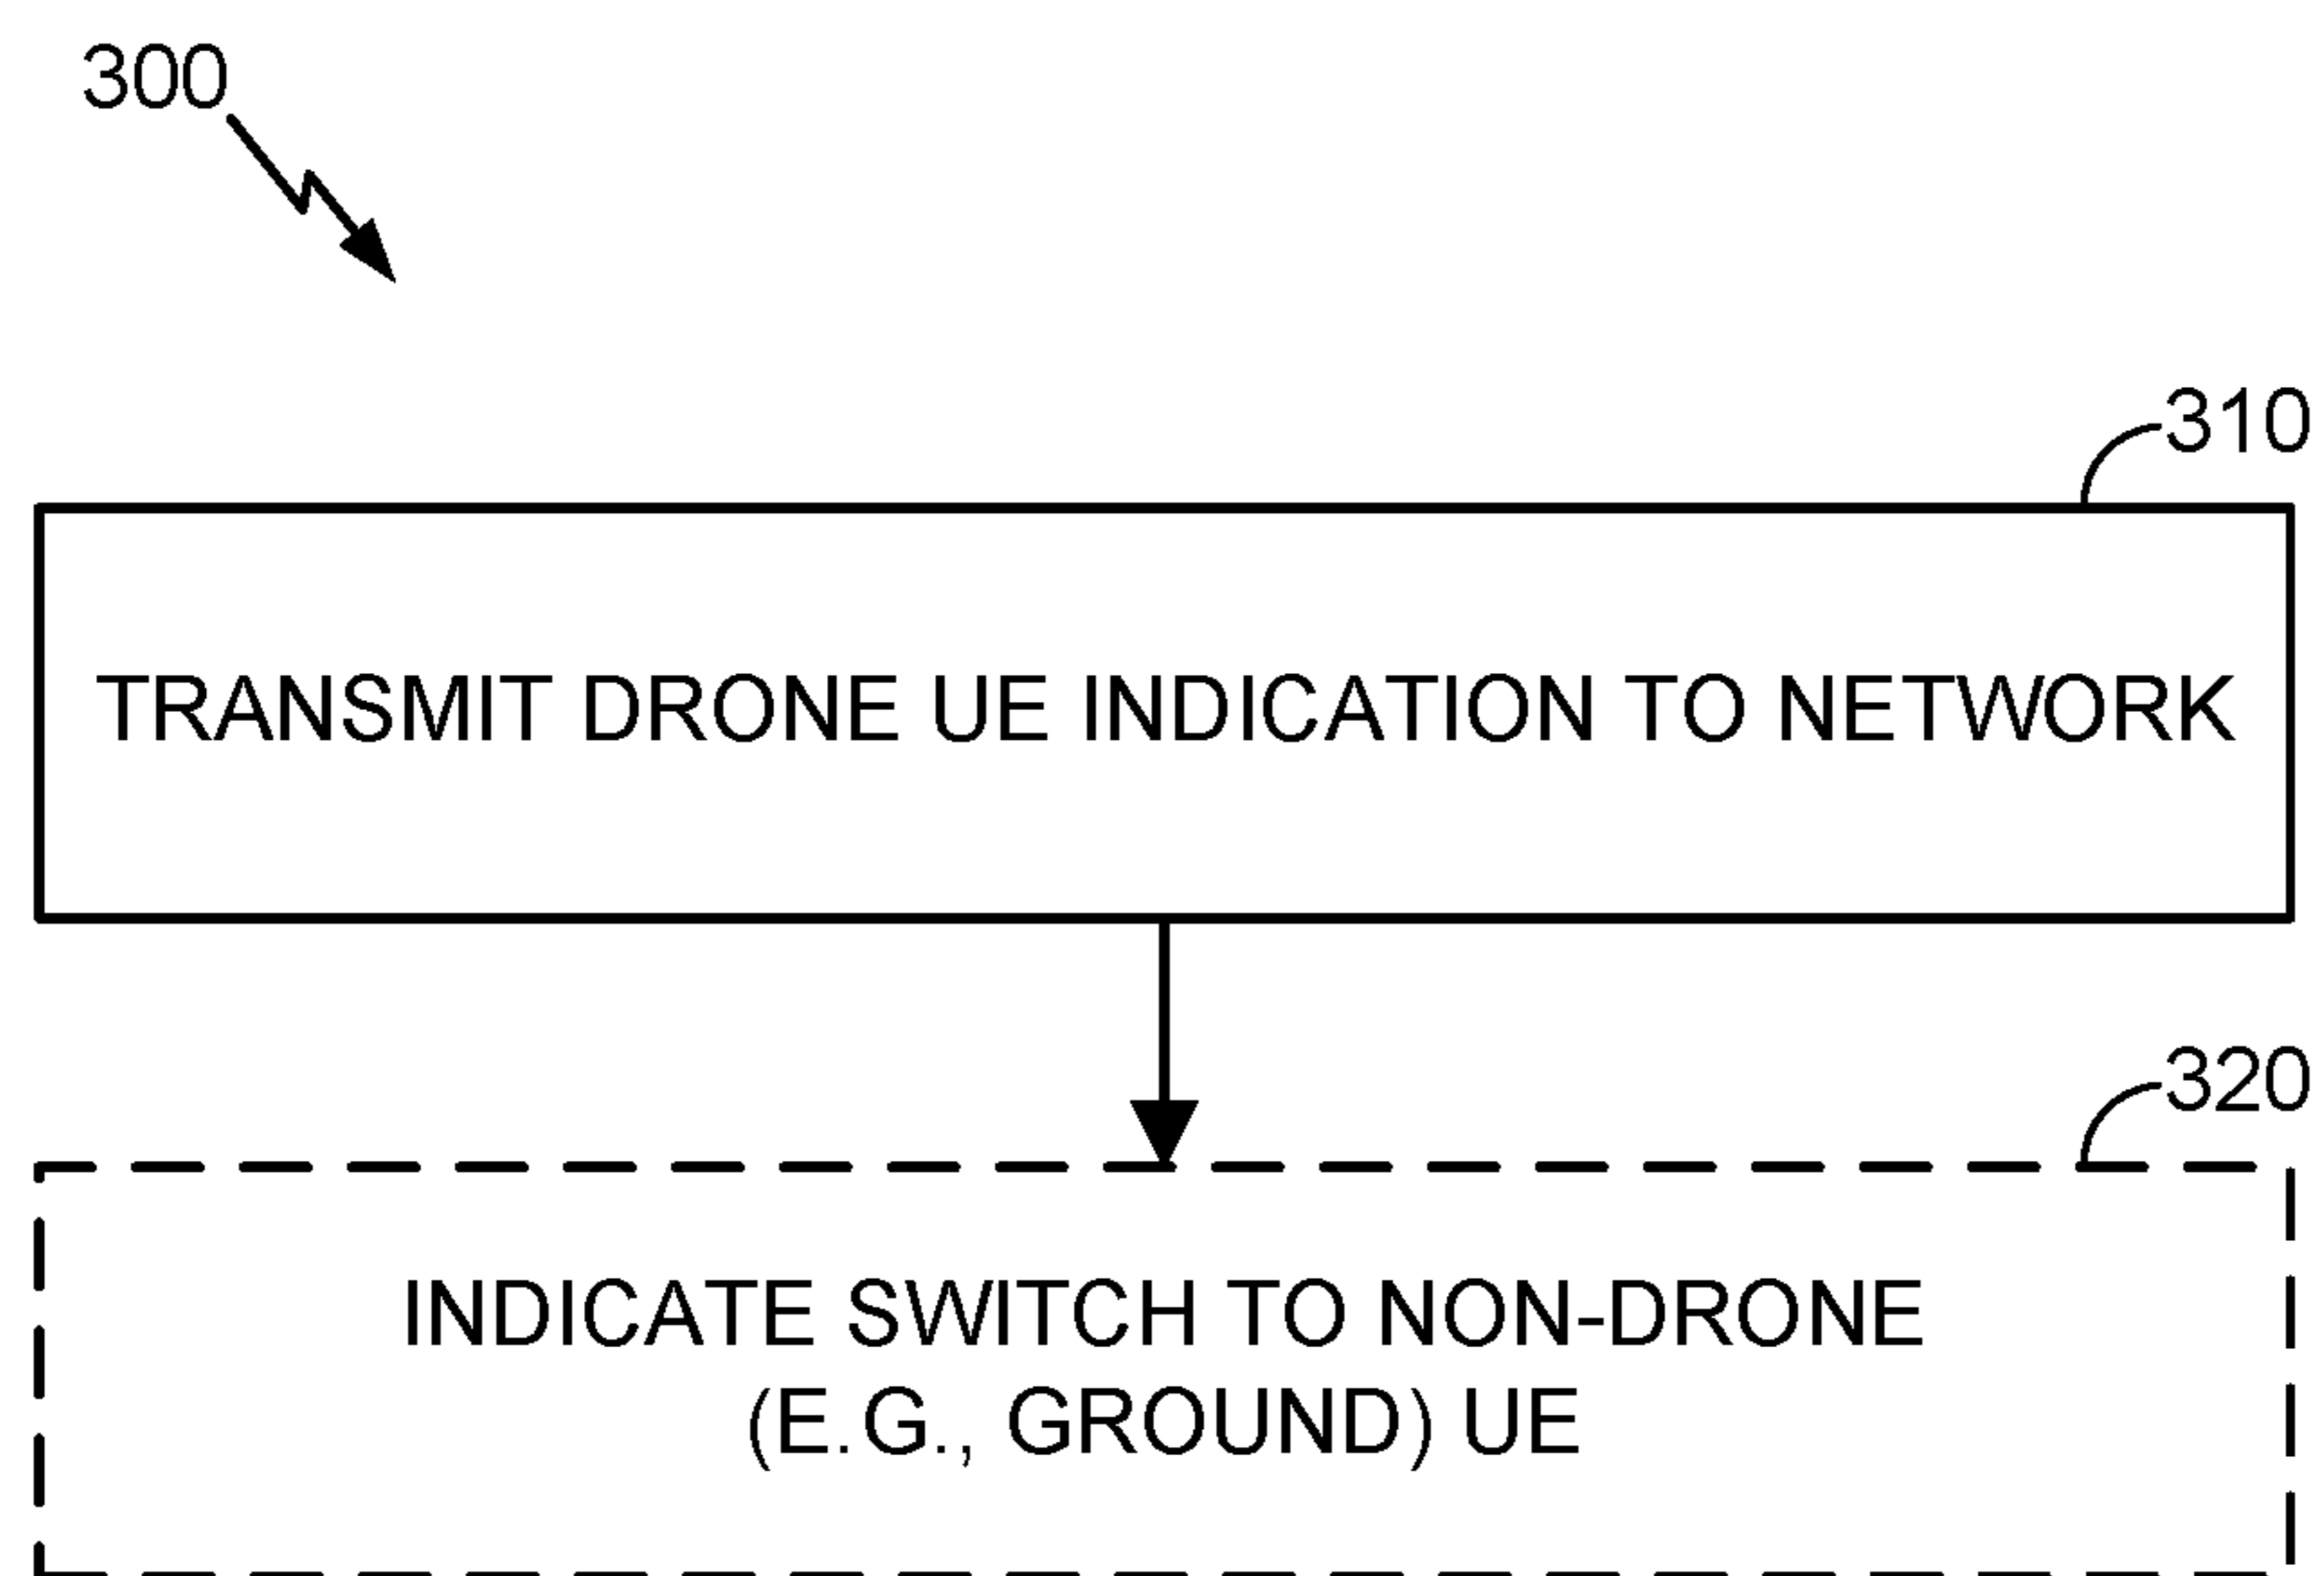 300
310
TRANSMIT DRONE UE INDICATION TO NETWORK
320
INDICATE SWITCH TO NON-DRONE
(E.G., GROUND) UE